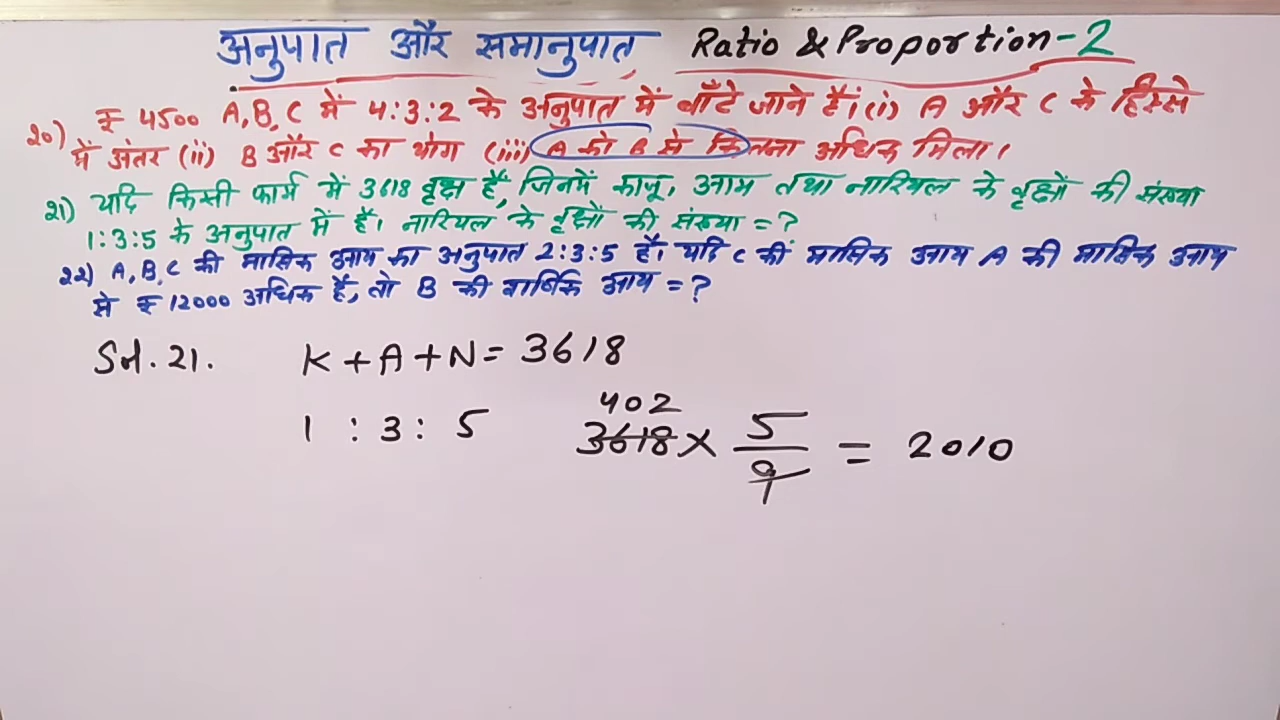 अनुपात और समानुपात Ratio & Proportion-2
20) ₹ 4500 A, B, C में 4:3:2 के अनुपात में बाँटे जाने हैं। (i) A और C के हिस्से
में अंतर (ii) B और C का योग (iii) A को B से कितना अधिक मिला।
21) यदि किसी फार्म में 3618 वृक्ष हैं, जिनमें काजू, आम तथा नारियल के वृक्षों की संख्या
1:3:5 के अनुपात में है। नारियल के वृक्षों की संख्या = ?
22) A, B, C की मासिक आय का अनुपात 2:3:5 है। यदि C की मासिक आय A की मासिक आय
से ₹ 12000 अधिक है, तो B की वार्षिक आय = ?
Sol. 21. K + A + N = 3618
402
1 : 3 : 5 3618 × 5/9 = 2010
1